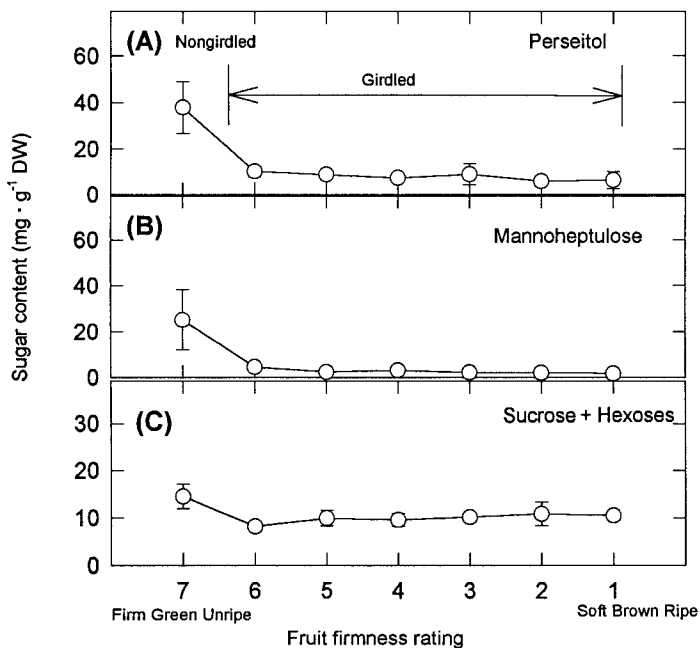 (A)
Nongirdled
Perseitol
Girdled
60
40
20
0
(B)
Mannoheptulose
60
40
20
0
(C)
Sucrose + Hexoses
30
20
10
0
Sugar content (mg · g⁻¹ DW)
7 6 5 4 3 2 1
Firm Green Unripe Soft Brown Ripe
Fruit firmness rating